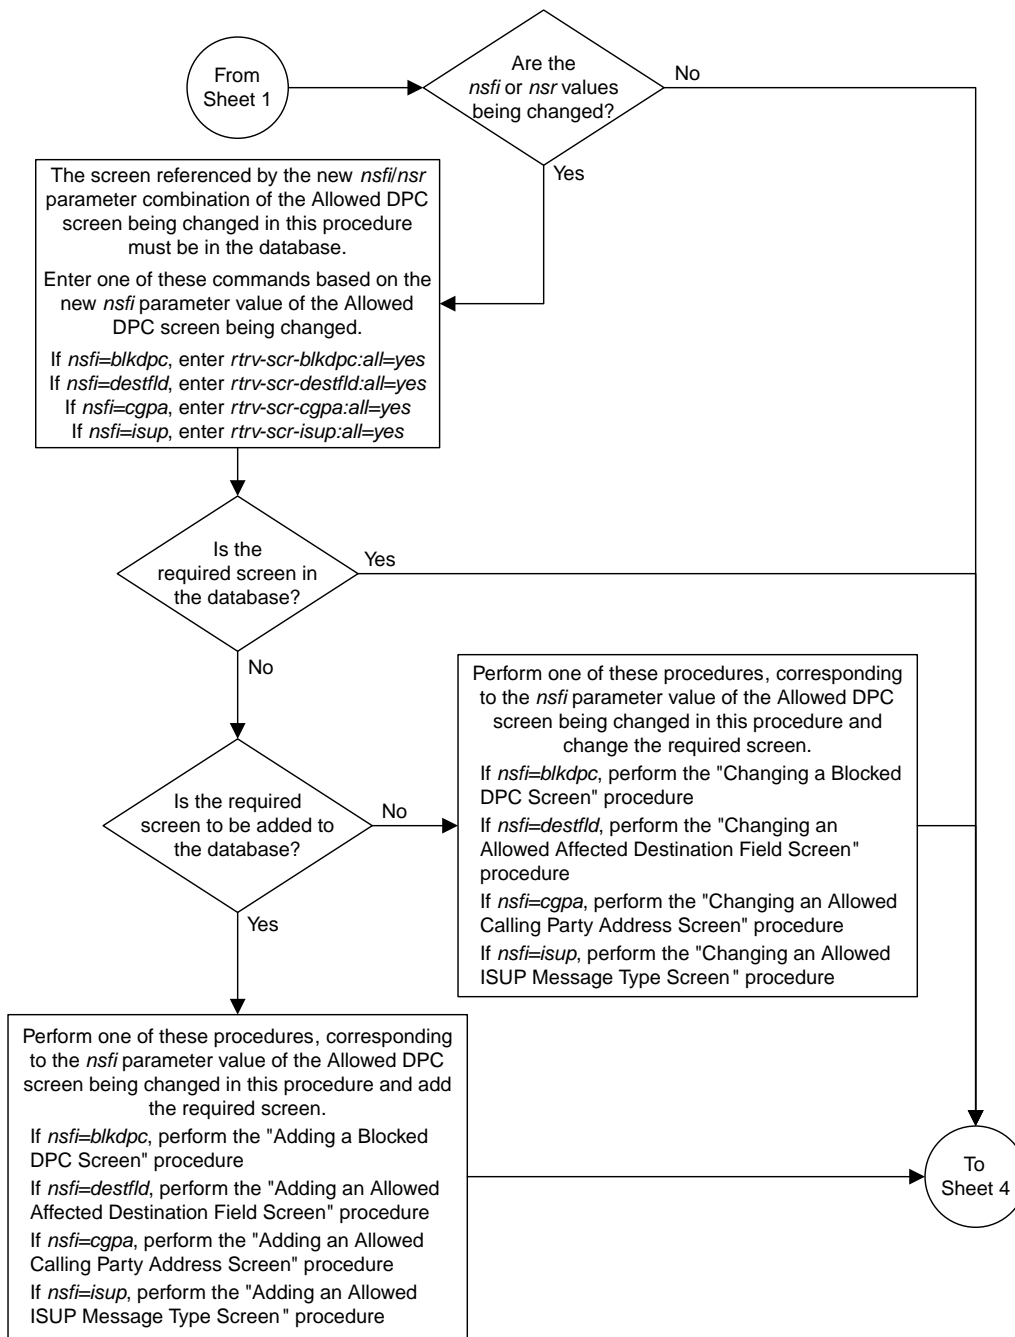 From
Sheet 1
Are the
nsfi or nsr values
being changed?
No
Yes
The screen referenced by the new nsfi/nsr
parameter combination of the Allowed DPC
screen being changed in this procedure
must be in the database.
Enter one of these commands based on the
new nsfi parameter value of the Allowed
DPC screen being changed.
If nsfi=blkdpc, enter rtrv-scr-blkdpc:all=yes
If nsfi=destfld, enter rtrv-scr-destfld:all=yes
If nsfi=cgpa, enter rtrv-scr-cgpa:all=yes
If nsfi=isup, enter rtrv-scr-isup:all=yes
Is the
required screen in
the database?
Yes
No
Is the required
screen to be added to
the database?
No
Yes
Perform one of these procedures, corresponding
to the nsfi parameter value of the Allowed DPC
screen being changed in this procedure and
change the required screen.
If nsfi=blkdpc, perform the "Changing a Blocked
DPC Screen" procedure
If nsfi=destfld, perform the "Changing an
Allowed Affected Destination Field Screen"
procedure
If nsfi=cgpa, perform the "Changing an Allowed
Calling Party Address Screen" procedure
If nsfi=isup, perform the "Changing an Allowed
ISUP Message Type Screen" procedure
Perform one of these procedures, corresponding
to the nsfi parameter value of the Allowed DPC
screen being changed in this procedure and add
the required screen.
If nsfi=blkdpc, perform the "Adding a Blocked
DPC Screen" procedure
If nsfi=destfld, perform the "Adding an Allowed
Affected Destination Field Screen" procedure
If nsfi=cgpa, perform the "Adding an Allowed
Calling Party Address Screen" procedure
If nsfi=isup, perform the "Adding an Allowed
ISUP Message Type Screen" procedure
To
Sheet 4